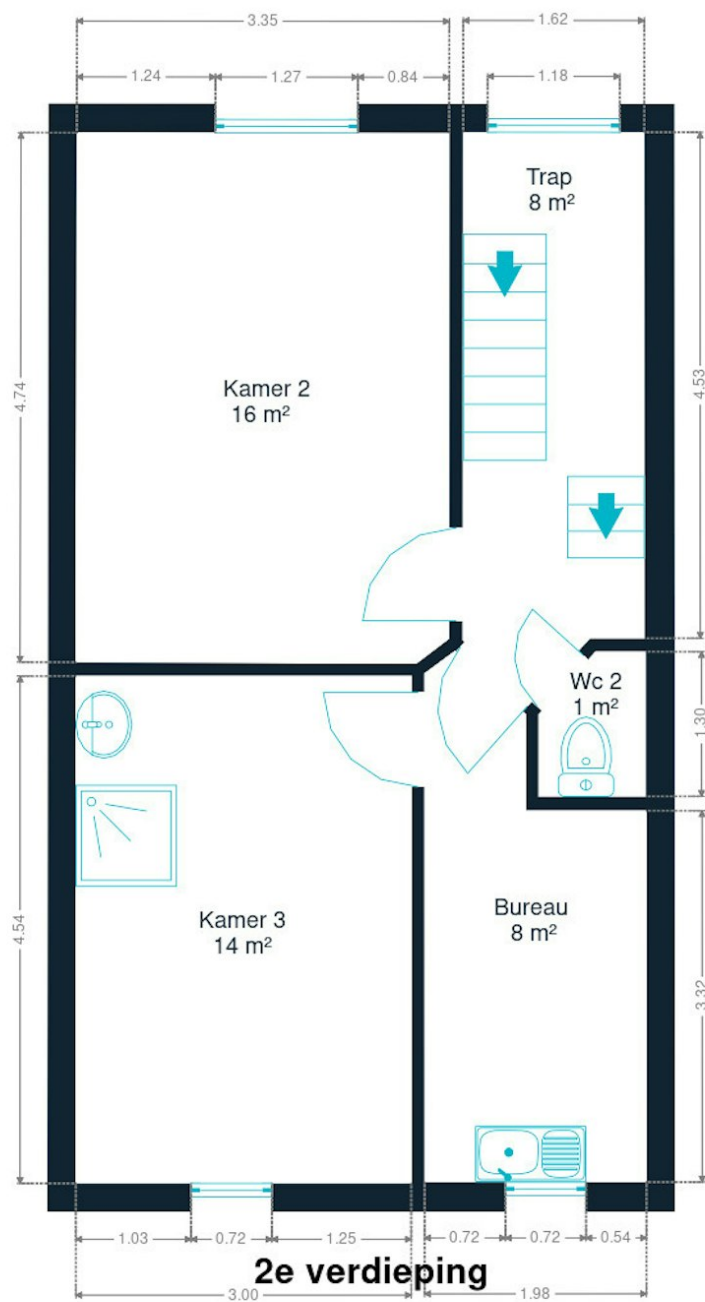 3.35
1.62
1.24
1.27
0.84
1.18
Trap
8 m²
4.74
4.53
Kamer 2
16 m²
Wc 2
1 m²
1.30
4.54
Kamer 3
14 m²
Bureau
8 m²
3.32
1.03
0.72
1.25
0.72
0.72
0.54
2e verdieping
3.00
1.98